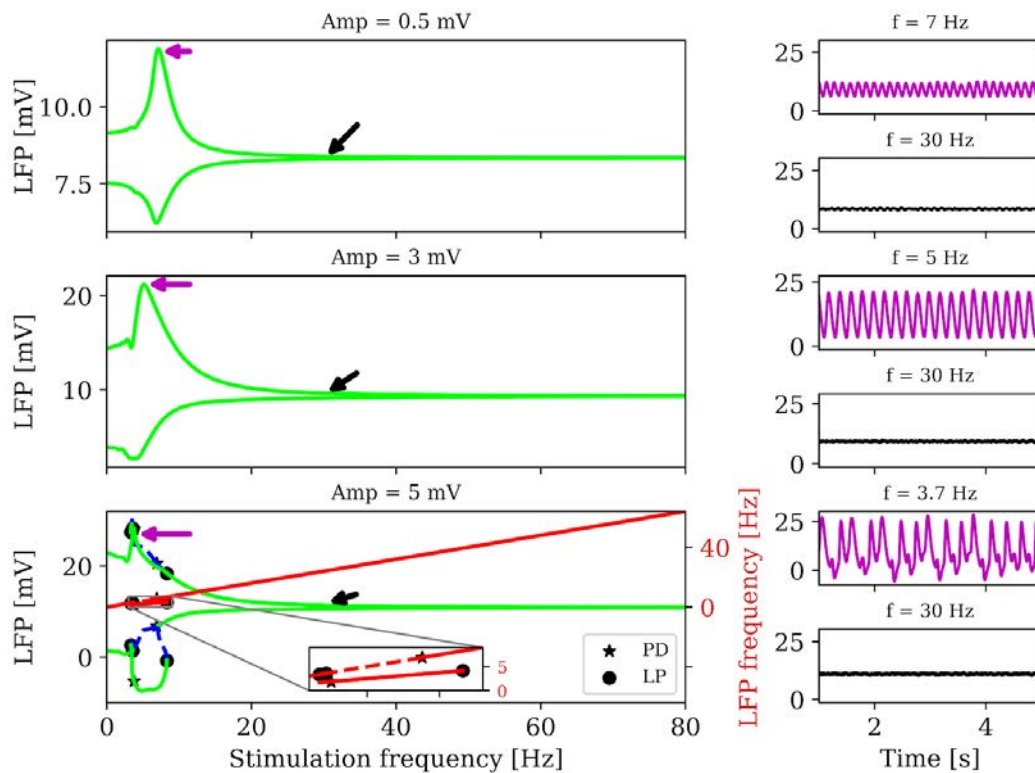 Amp = 0.5 mV
10.0
7.5
LFP [mV]
f = 7 Hz
25
0
f = 30 Hz
25
0
Amp = 3 mV
20
10
LFP [mV]
f = 5 Hz
25
0
f = 30 Hz
25
0
Amp = 5 mV
20
0
LFP [mV]
40
0
LFP frequency [Hz]
5
0
PD
LP
0 20 40 60 80
Stimulation frequency [Hz]
f = 3.7 Hz
25
0
f = 30 Hz
25
0
2 4
Time [s]